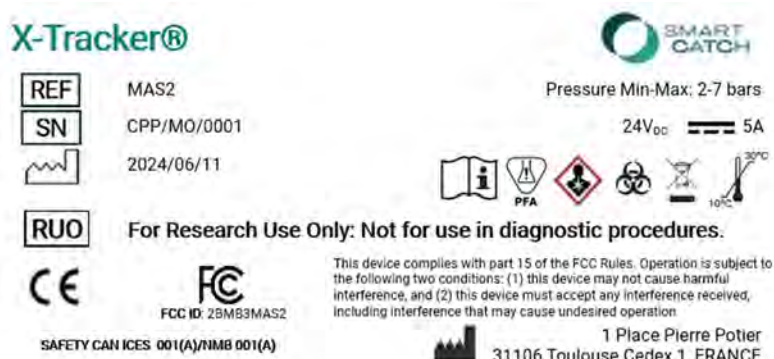 X-Tracker®
SMART
CATCH
REF MAS2
Pressure Min-Max: 2-7 bars
SN CPP/MO/0001
24VDC 5A
2024/06/11
30°C
10°C
PFA
RUO For Research Use Only: Not for use in diagnostic procedures.
CE
FC
FCC ID: 2BMB3MAS2
This device complies with part 15 of the FCC Rules. Operation is subject to
the following two conditions: (1) this device may not cause harmful
interference, and (2) this device must accept any interference received,
including interference that may cause undesired operation
SAFETY CAN ICES 001(A)/NMB 001(A)
1 Place Pierre Potier
31106 Toulouse Cedex 1, FRANCE